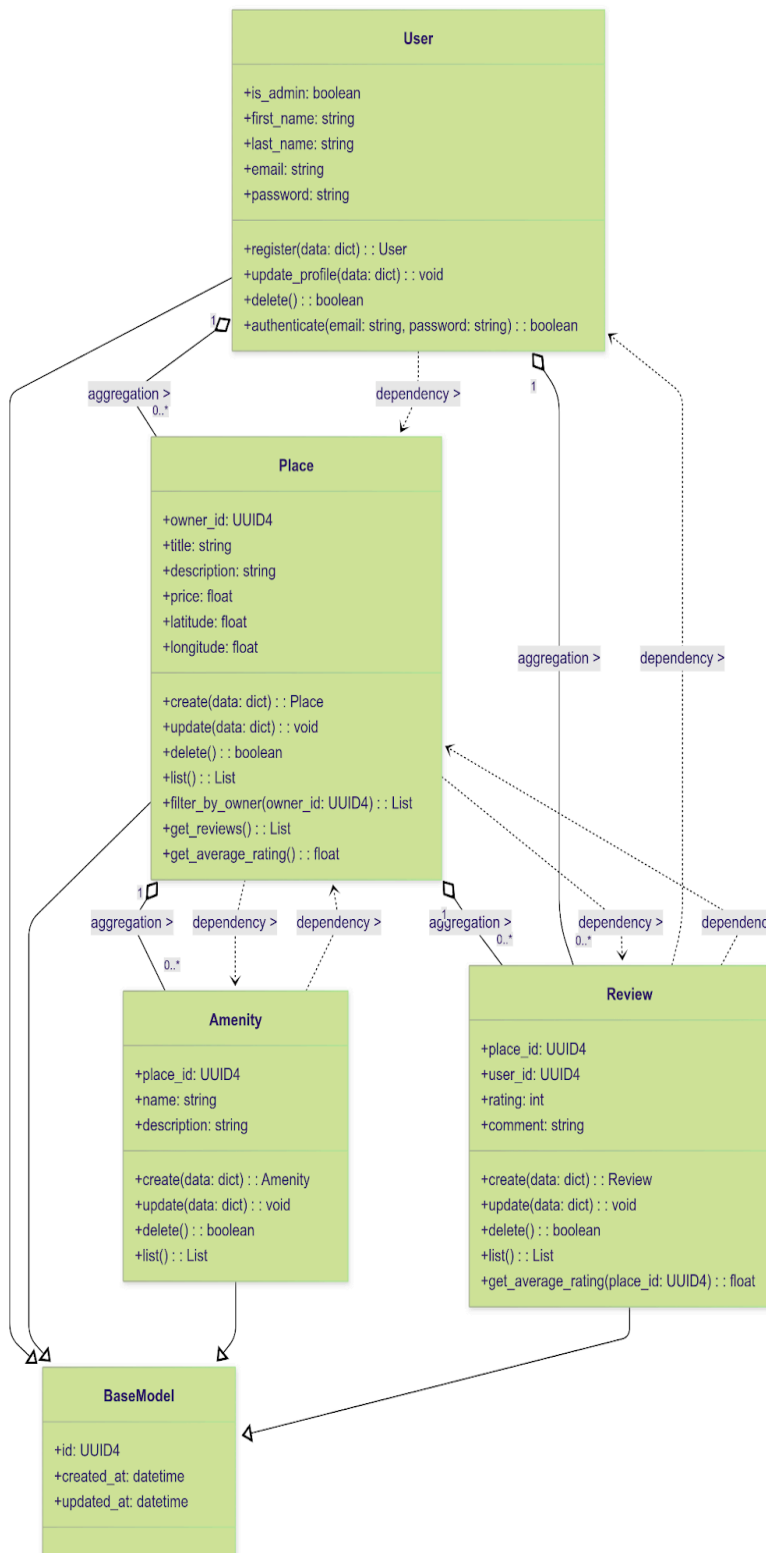 User
+is_admin: boolean
+first_name: string
+last_name: string
+email: string
+password: string
+register(data: dict) : : User
+update_profile(data: dict) : : void
+delete() : : boolean
+authenticate(email: string, password: string) : : boolean
1
1
aggregation >
0..*
dependency >
Place
+owner_id: UUID4
+title: string
+description: string
+price: float
+latitude: float
+longitude: float
+create(data: dict) : : Place
+update(data: dict) : : void
+delete() : : boolean
+list() : : List
+filter_by_owner(owner_id: UUID4) : : List
+get_reviews() : : List
+get_average_rating() : : float
aggregation >
dependency >
1
1
aggregation >
dependency >
dependency >
aggregation >
dependency >
dependenc
0..*
0..*
0..*
Amenity
+place_id: UUID4
+name: string
+description: string
+create(data: dict) : : Amenity
+update(data: dict) : : void
+delete() : : boolean
+list() : : List
Review
+place_id: UUID4
+user_id: UUID4
+rating: int
+comment: string
+create(data: dict) : : Review
+update(data: dict) : : void
+delete() : : boolean
+list() : : List
+get_average_rating(place_id: UUID4) : : float
BaseModel
+id: UUID4
+created_at: datetime
+updated_at: datetime